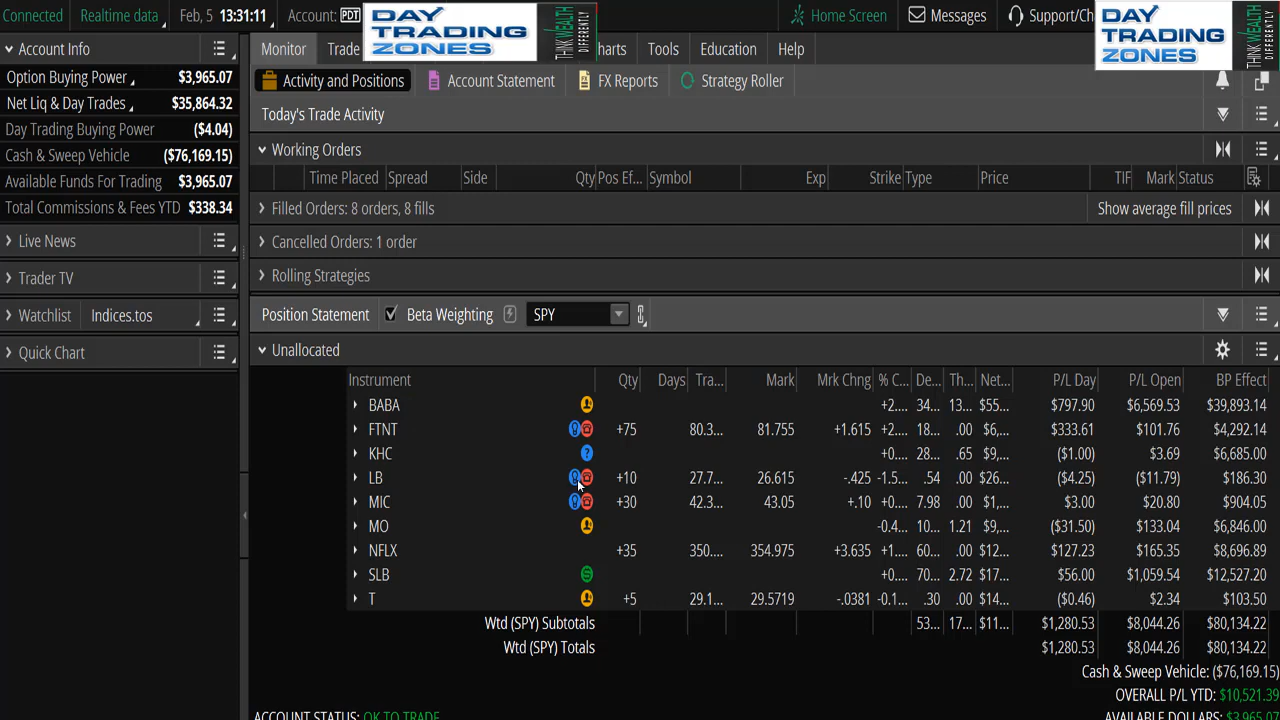 Connected Realtime data Feb, 5 13:31:11 Account: PDT
DAY TRADING ZONES
THINK WEALTH DIFFERENTLY
Home Screen Messages Support Ch
DAY TRADING ZONES
THINK WEALTH DIFFERENTLY
Account Info
Monitor Trade harts Tools Education Help
Option Buying Power $3,965.07
Activity and Positions Account Statement FX Reports Strategy Roller
Net Liq & Day Trades $35,864.32
Today's Trade Activity
Day Trading Buying Power ($4.04)
Cash & Sweep Vehicle ($76,169.15)
Working Orders
Available Funds For Trading $3,965.07
Time Placed Spread Side Qty Pos Ef... Symbol Exp Strike Type Price TIF Mark Status
Total Commissions & Fees YTD $338.34
Filled Orders: 8 orders, 8 fills Show average fill prices
Live News
Cancelled Orders: 1 order
Trader TV
Rolling Strategies
Watchlist Indices.tos
Position Statement Beta Weighting SPY
Quick Chart
Unallocated
Instrument Qty Days Tra... Mark Mrk Chng % C... De... Th... Net... P/L Day P/L Open BP Effect
BABA +2.... 34... 13... $55... $797.90 $6,569.53 $39,893.14
FTNT +75 80.3... 81.755 +1.615 +2... 18... .00 $6,... $333.61 $101.76 $4,292.14
KHC +0.... 28... .65 $9,... ($1.00) $3.69 $6,685.00
LB +10 27.7... 26.615 -.425 -1.5... .54 $26... ($4.25) ($11.79) $186.30
MIC +30 42.3... 43.05 +.10 +0... 7.98 $1,... $3.00 $20.80 $904.05
MO -0.4... 10... 1.21 $9,... ($31.50) $133.04 $6,846.00
NFLX +35 350.... 354.975 +3.635 +1.... 60... .00 $12... $127.23 $165.35 $8,696.89
SLB +0.... 70... 2.72 $17... $56.00 $1,059.54 $12,527.20
T +5 29.1... 29.5719 -.0381 -0.1... .30 .00 $14... ($0.46) $2.34 $103.50
Wtd (SPY) Subtotals 53... 17... $11... $1,280.53 $8,044.26 $80,134.22
Wtd (SPY) Totals $1,280.53 $8,044.26 $80,134.22
Cash & Sweep Vehicle: ($76,169.15)
OVERALL P/L YTD: $10,521.39
ACCOUNT STATUS: OK TO TRADE AVAILABLE DOLLARS: $3,965.07